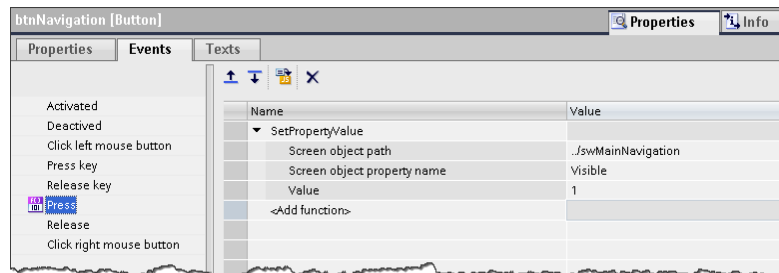 btnNavigation [Button]
Properties
Info
Properties
Events
Texts
Activated
Deactived
Click left mouse button
Press key
Release key
Press
Release
Click right mouse button
Name Value
SetPropertyValue
Screen object path ../swMainNavigation
Screen object property name Visible
Value 1
<Add function>